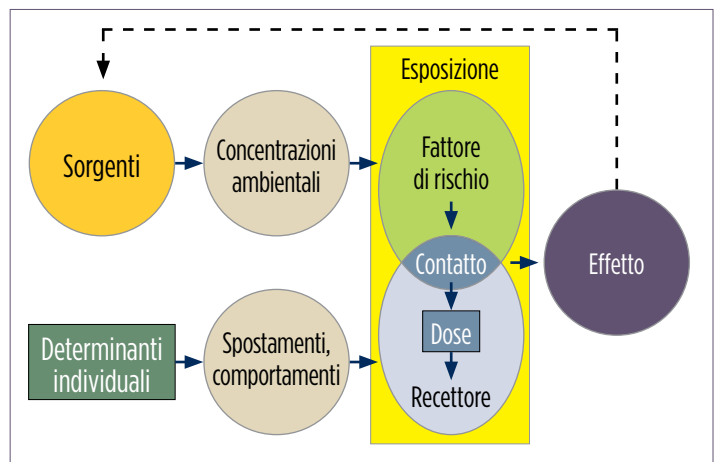 Esposizione
Sorgenti
Concentrazioni
ambientali
Fattore
di rischio
Contatto
Effetto
Determinanti
individuali
Spostamenti,
comportamenti
Dose
Recettore